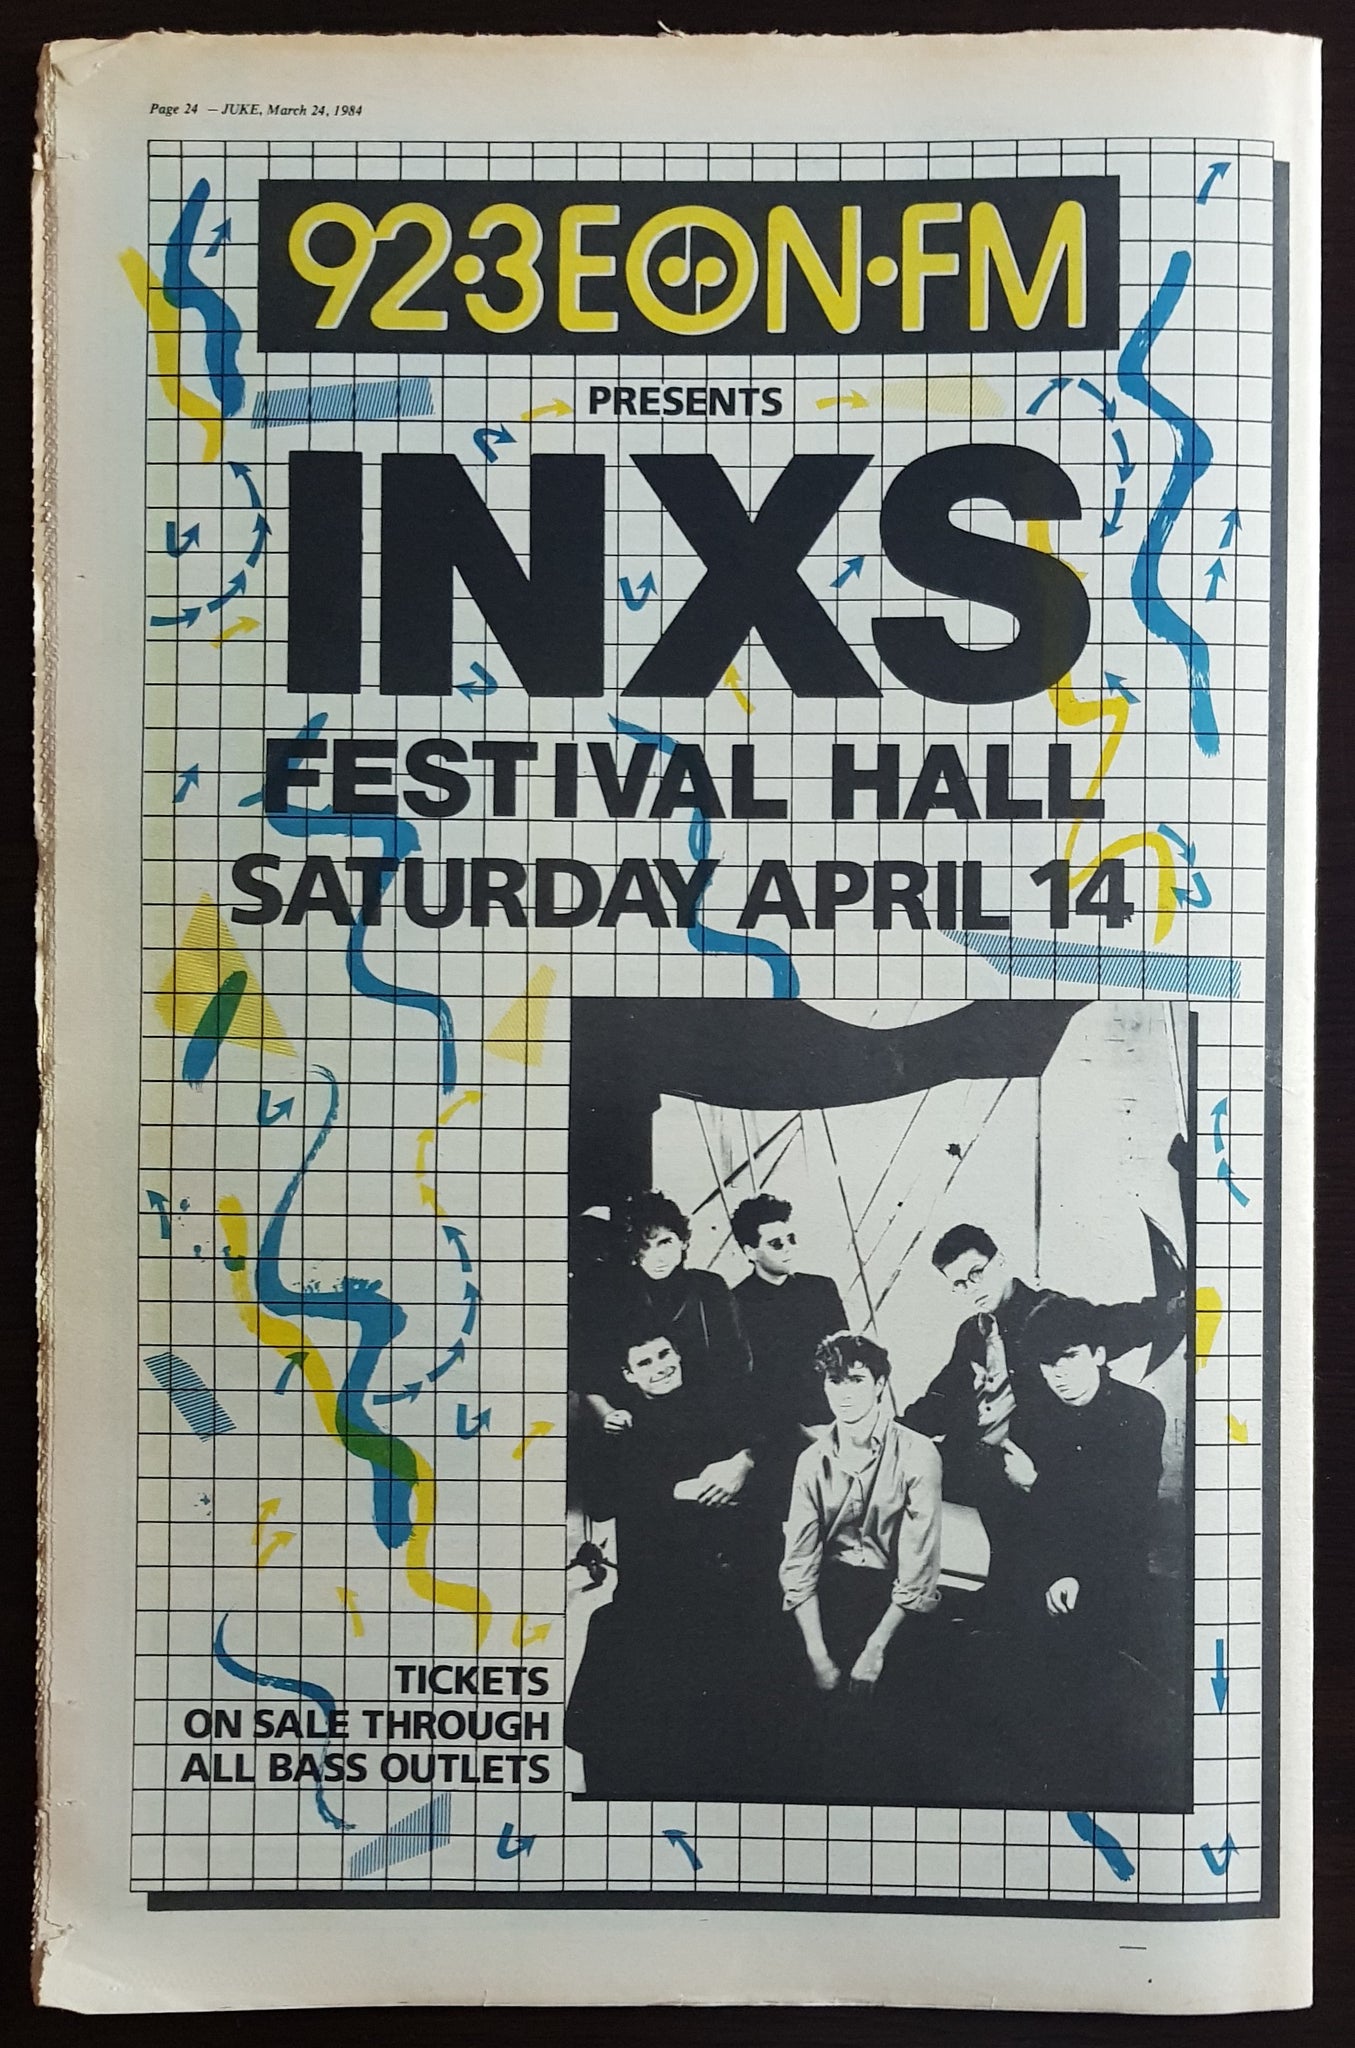 Page 24 — JUKE, March 24, 1984
92·3EON·FM
PRESENTS
INXS
FESTIVAL HALL
SATURDAY APRIL 14
TICKETS
ON SALE THROUGH
ALL BASS OUTLETS